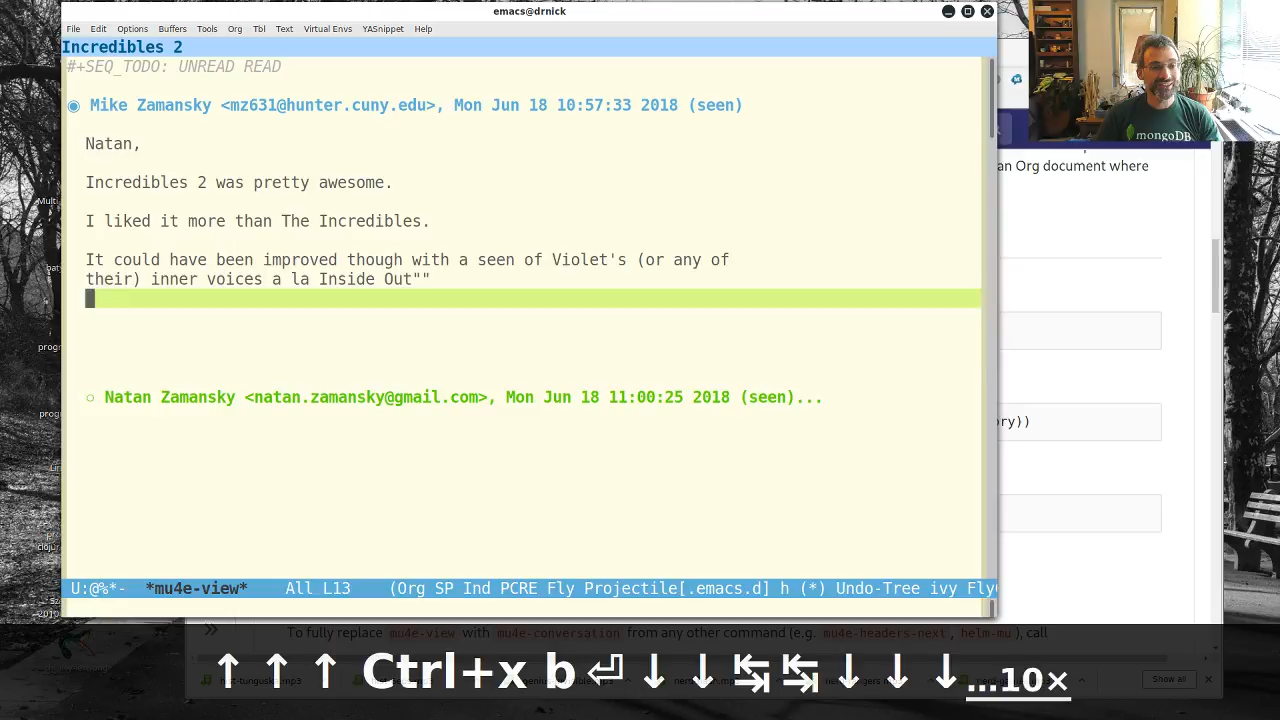 emacs@drnick
File Edit Options Buffers Tools Org Tbl Text Virtual Envs YASnippet Help
Incredibles 2
#+SEQ_TODO: UNREAD READ
◉ Mike Zamansky <mz631@hunter.cuny.edu>, Mon Jun 18 10:57:33 2018 (seen)
Natan,
Incredibles 2 was pretty awesome.
I liked it more than The Incredibles.
It could have been improved though with a seen of Violet's (or any of
their) inner voices a la Inside Out""
○ Natan Zamansky <natan.zamansky@gmail.com>, Mon Jun 18 11:00:25 2018 (seen)...
U:@%*- *mu4e-view* All L13 (Org SP Ind PCRE Fly Projectile[.emacs.d] h (*) Undo-Tree ivy Fly
mongoDB
an Org document where
ory))
Multi
To fully replace mu4e-view with mu4e-conversation from any other command (e.g. mu4e-headers-next, helm-mu), call
Show all
↑ ↑ ↑ Ctrl+x b ⏎ ↓ ↓ ↹ ↹ ↓ ↓ ↓ ...10×